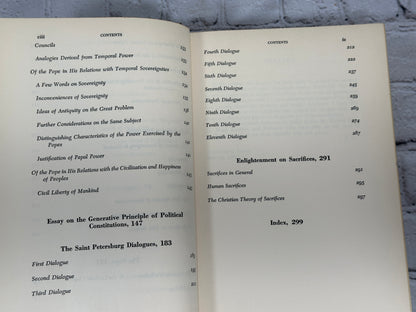 viii CONTENTS
Councils
Analogies Derived from Temporal Power
Of the Pope in His Relations with Temporal Sovereignties
A Few Words on Sovereignty
Inconveniences of Sovereignty
Ideas of Antiquity on the Great Problem
Further Considerations on the Same Subject
Distinguishing Characteristics of the Power Exercised by the
Popes
Justification of Papal Power
Of the Pope in His Relations with the Civilization and Happiness
of Peoples
Civil Liberty of Mankind
Essay on the Generative Principle of Political
Constitutions, 147
The Saint Petersburg Dialogues, 183
First Dialogue
Second Dialogue
Third Dialogue
CONTENTS ix
Fourth Dialogue 212
Fifth Dialogue 222
Sixth Dialogue 237
Seventh Dialogue 245
Eighth Dialogue 255
Ninth Dialogue 269
Tenth Dialogue 274
Eleventh Dialogue 287
Enlightenment on Sacrifices, 291
Sacrifices in General 292
Human Sacrifices 295
The Christian Theory of Sacrifices 297
Index, 299